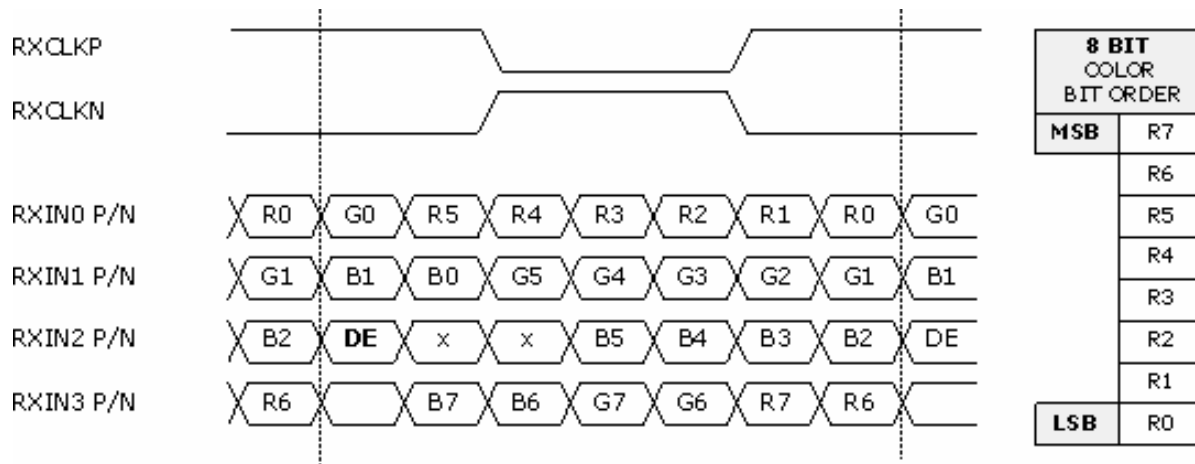 RXCLKP
RXCLKN
RXIN0 P/N R0 G0 R5 R4 R3 R2 R1 R0 G0
RXIN1 P/N G1 B1 B0 G5 G4 G3 G2 G1 B1
RXIN2 P/N B2 DE x x B5 B4 B3 B2 DE
RXIN3 P/N R6 B7 B6 G7 G6 R7 R6
8 BIT
COLOR
BIT ORDER
MSB R7
R6
R5
R4
R3
R2
R1
LSB R0